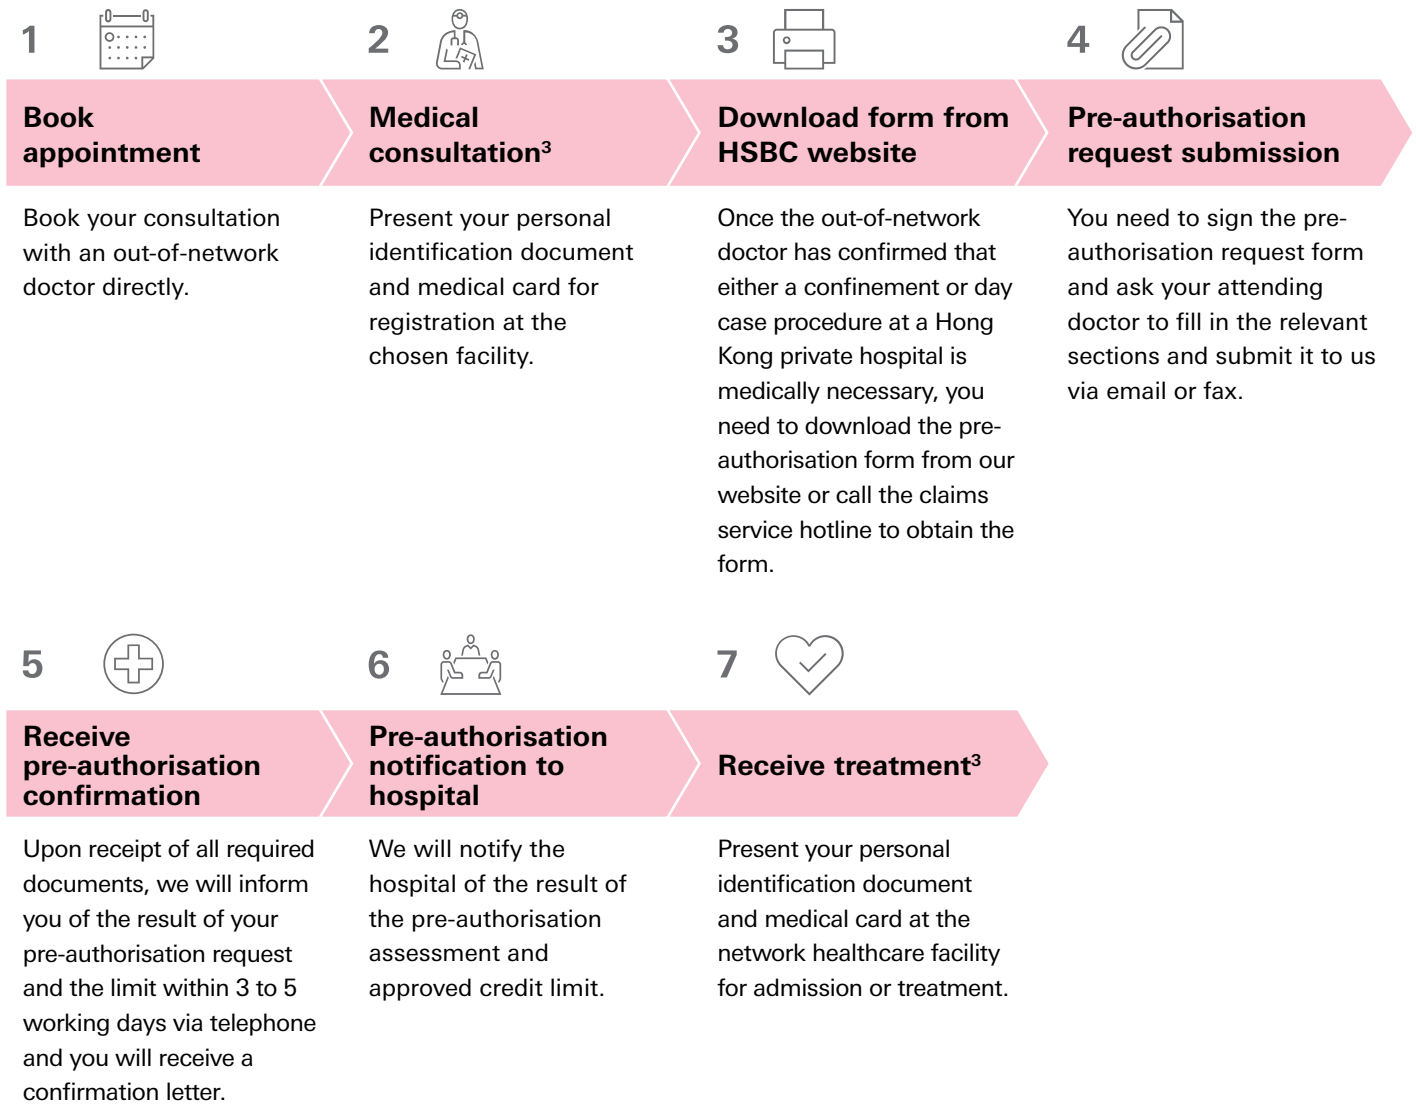 1
Book
appointment
Book your consultation
with an out-of-network
doctor directly.
2
Medical
consultation³
Present your personal
identification document
and medical card for
registration at the
chosen facility.
3
Download form from
HSBC website
Once the out-of-network
doctor has confirmed that
either a confinement or day
case procedure at a Hong
Kong private hospital is
medically necessary, you
need to download the pre-
authorisation form from our
website or call the claims
service hotline to obtain the
form.
4
Pre-authorisation
request submission
You need to sign the pre-
authorisation request form
and ask your attending
doctor to fill in the relevant
sections and submit it to us
via email or fax.
5
Receive
pre-authorisation
confirmation
Upon receipt of all required
documents, we will inform
you of the result of your
pre-authorisation request
and the limit within 3 to 5
working days via telephone
and you will receive a
confirmation letter.
6
Pre-authorisation
notification to
hospital
We will notify the
hospital of the result of
the pre-authorisation
assessment and
approved credit limit.
7
Receive treatment³
Present your personal
identification document
and medical card at the
network healthcare facility
for admission or treatment.